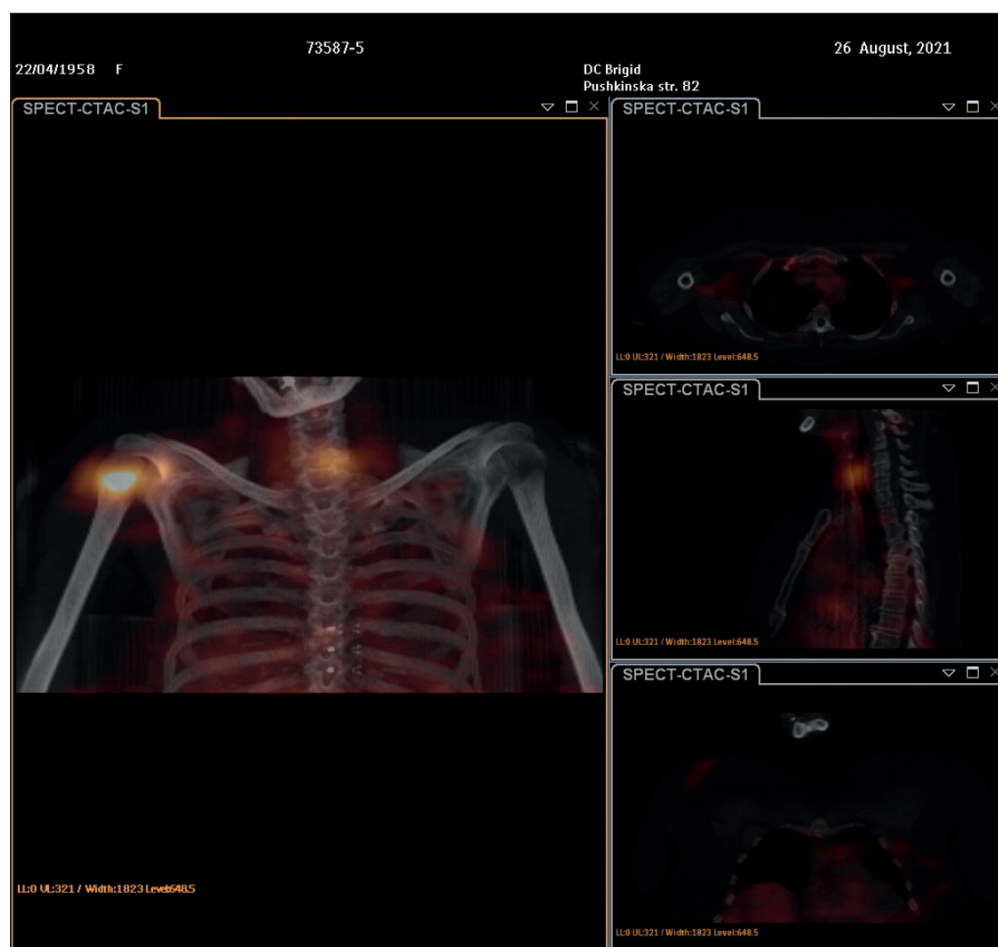 73587-5
26 August, 2021
22/04/1958 F
DC Brigid
Pushkinska str. 82
SPECT-CTAC-S1
LL:0 UL:321 / Width:1823 Level:648.5
SPECT-CTAC-S1
LL:0 UL:321 / Width:1823 Level:648.5
SPECT-CTAC-S1
LL:0 UL:321 / Width:1823 Level:648.5
SPECT-CTAC-S1
LL:0 UL:321 / Width:1823 Level:648.5